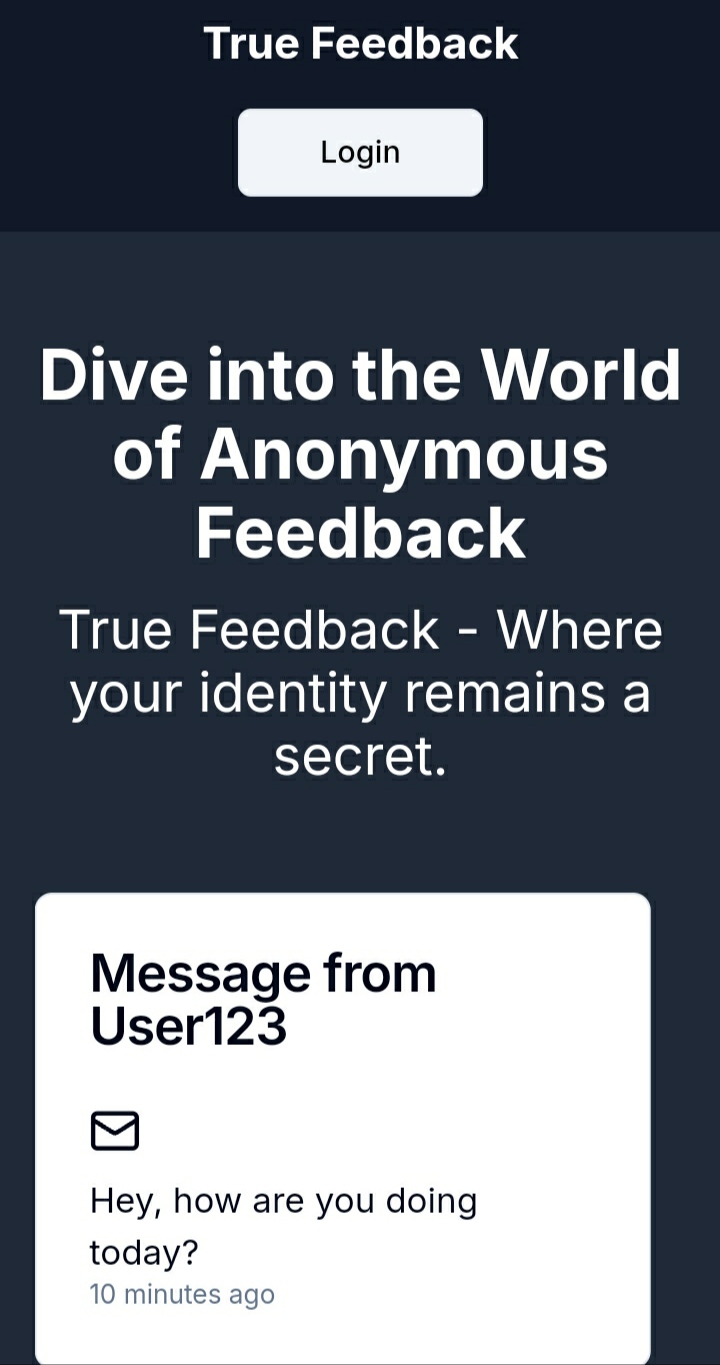 True Feedback
Login
Dive into the World
of Anonymous
Feedback
True Feedback - Where
your identity remains a
secret.
Message from
User123
Hey, how are you doing
today?
10 minutes ago